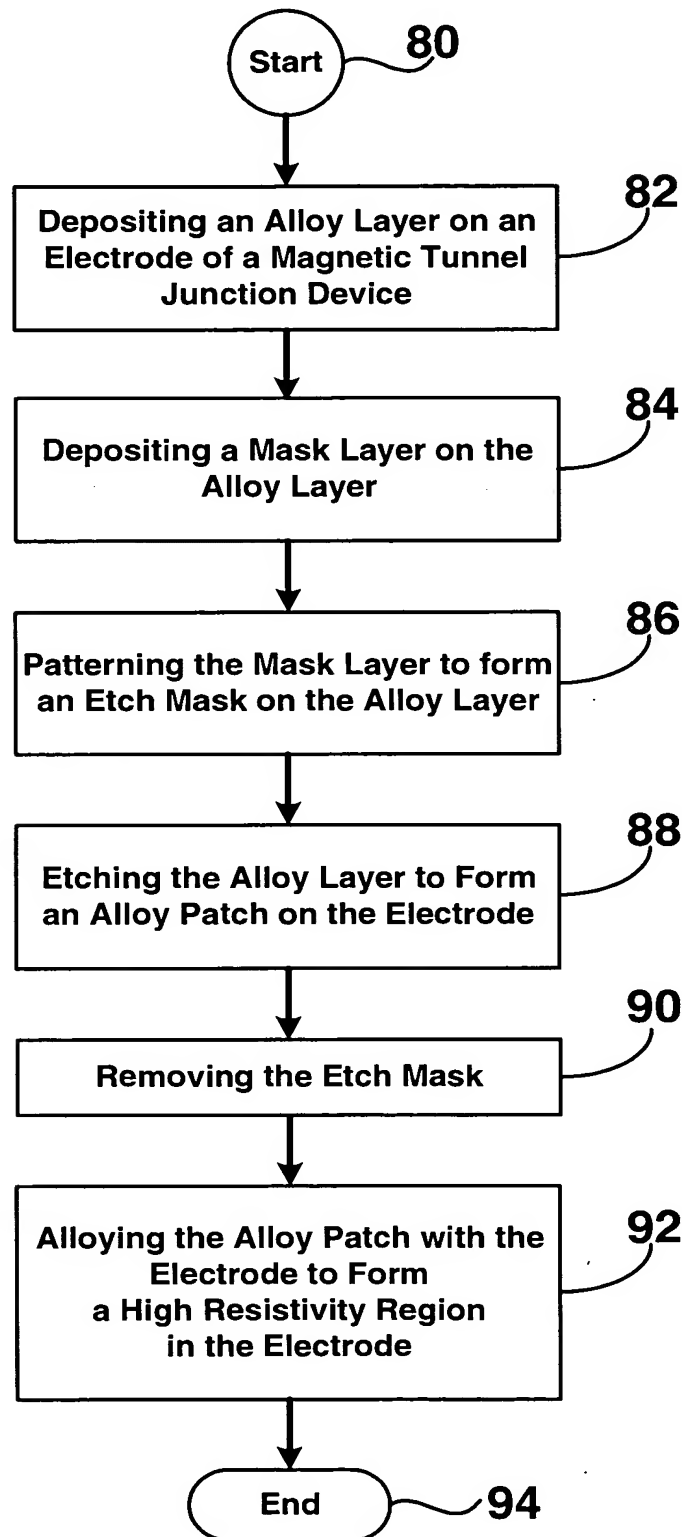 Start
80
82
Depositing an Alloy Layer on an
Electrode of a Magnetic Tunnel
Junction Device
84
Depositing a Mask Layer on the
Alloy Layer
86
Patterning the Mask Layer to form
an Etch Mask on the Alloy Layer
88
Etching the Alloy Layer to Form
an Alloy Patch on the Electrode
90
Removing the Etch Mask
92
Alloying the Alloy Patch with the
Electrode to Form
a High Resistivity Region
in the Electrode
End
94